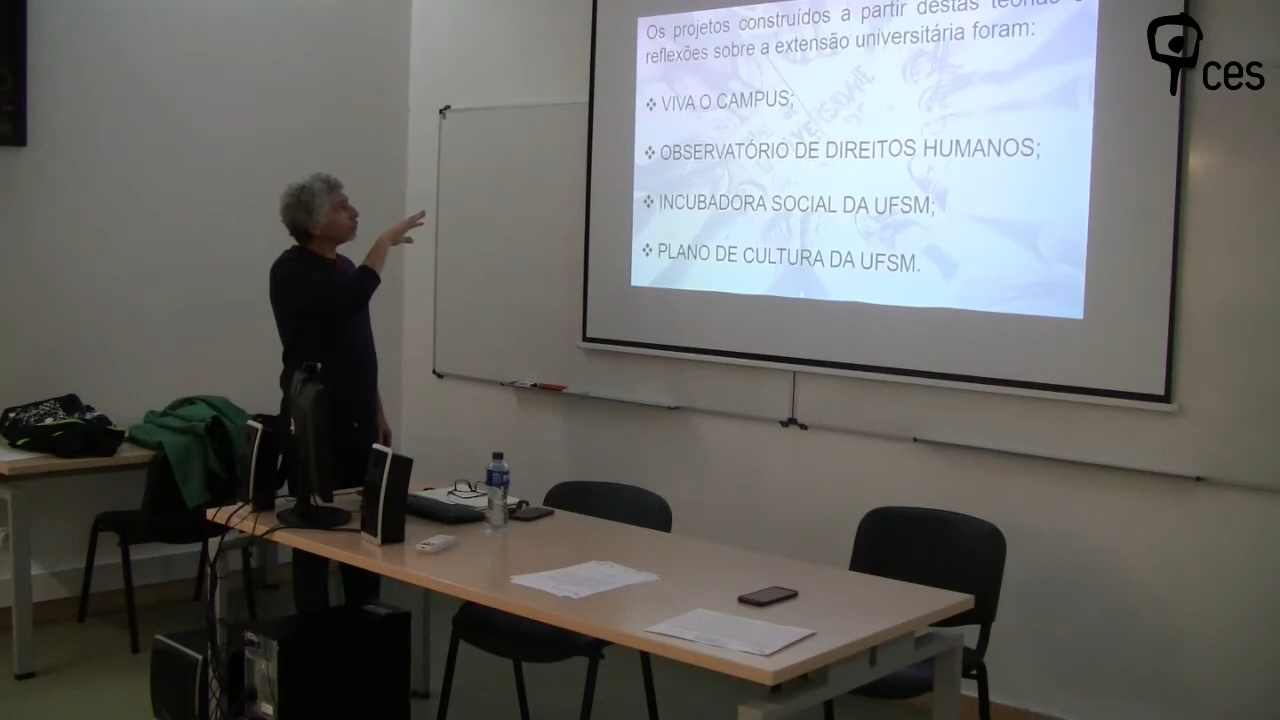 Os projetos construídos a partir destas teorias e
reflexões sobre a extensão universitária foram:
❖ VIVA O CAMPUS;
❖ OBSERVATÓRIO DE DIREITOS HUMANOS;
❖ INCUBADORA SOCIAL DA UFSM;
❖ PLANO DE CULTURA DA UFSM.
ces